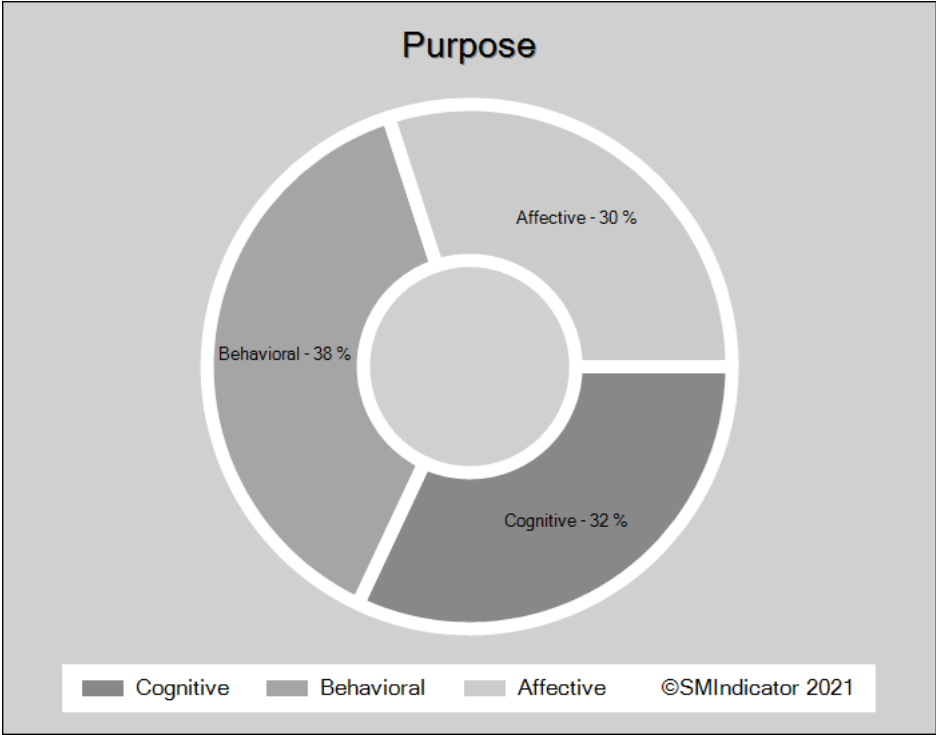 Purpose
Affective - 30 %
Behavioral - 38 %
Cognitive - 32 %
Cognitive Behavioral Affective ©SMIndicator 2021